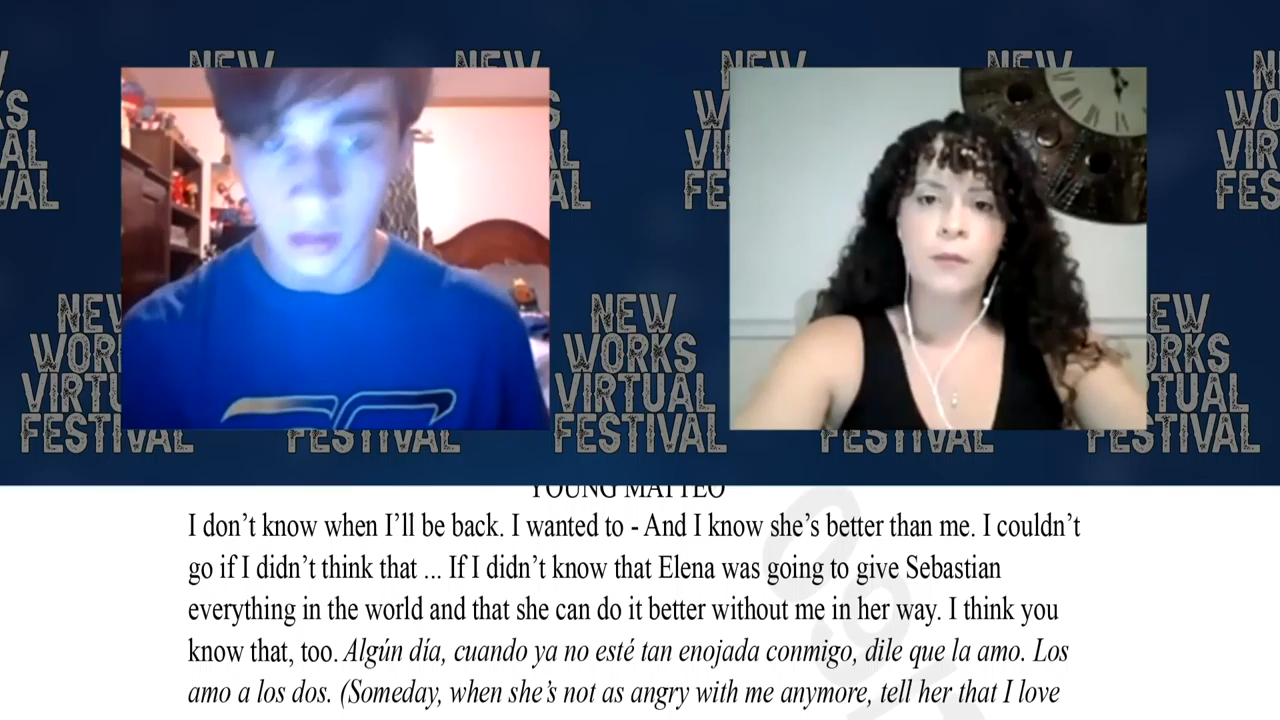 NEW
WORKS
VIRTUAL
FESTIVAL
YOUNG MATTEO
I don’t know when I’ll be back. I wanted to - And I know she’s better than me. I couldn’t
go if I didn’t think that ... If I didn’t know that Elena was going to give Sebastian
everything in the world and that she can do it better without me in her way. I think you
know that, too. Algún día, cuando ya no esté tan enojada conmigo, dile que la amo. Los
amo a los dos. (Someday, when she’s not as angry with me anymore, tell her that I love